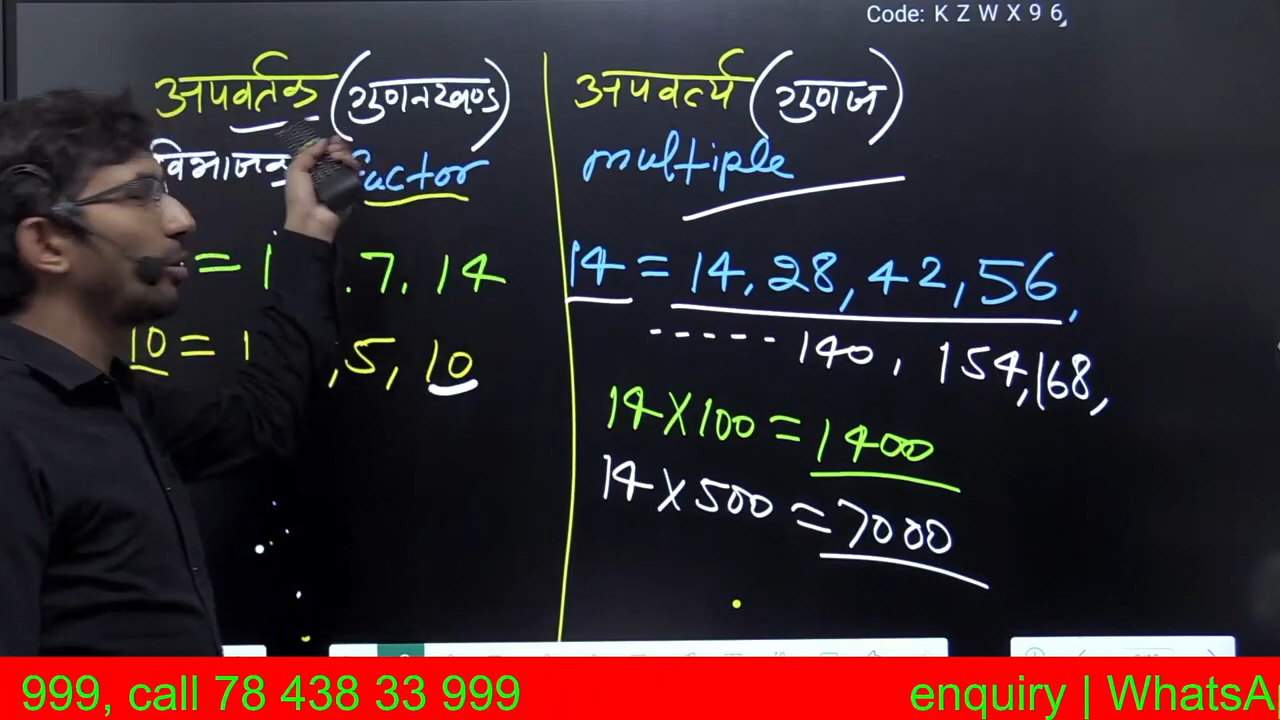 Code: K Z W X 9 6,
अपवर्तक (गुणनखण्ड)
विभाजक factor
= 1 . 7, 14
10 = 1 , 5, 10
अपवर्त्य (गुणज)
multiple
14 = 14, 28, 42, 56,
----- 140, 154, 168,
14 X 100 = 1400
14 X 500 = 7000
999, call 78 438 33 999 enquiry | WhatsA